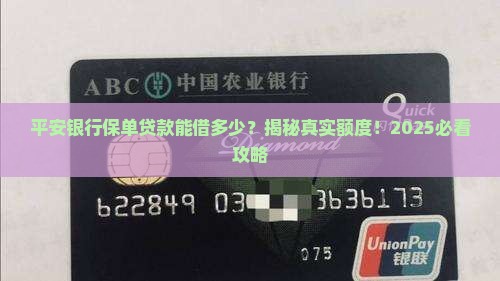 ABC 中国农业银行
Quick
平安银行保单贷款能借多少？揭秘真实额度！2025必看
攻略
Diamond
622849 03 3636173
075
UnionPay
银联